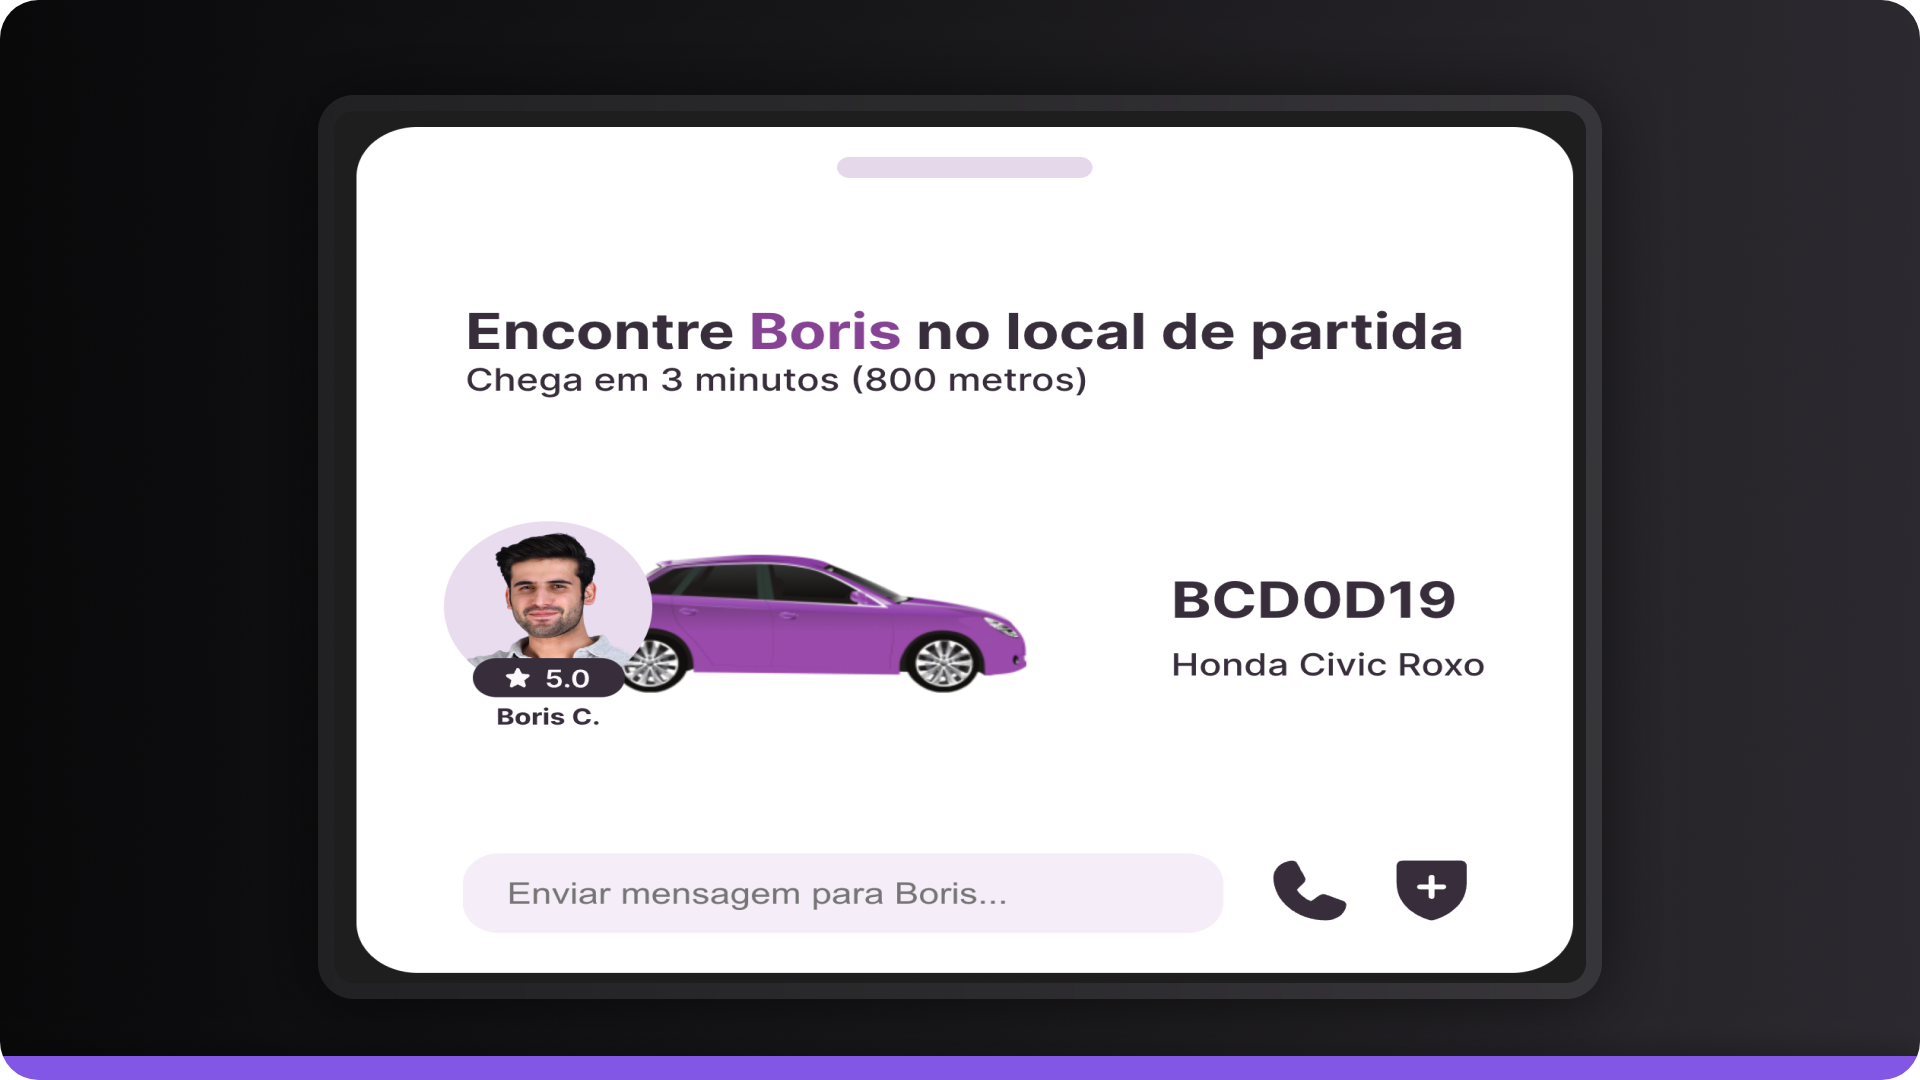 Encontre Boris no local de partida
Chega em 3 minutos (800 metros)
BCD0D19
Honda Civic Roxo
5.0
Boris C.
Enviar mensagem para Boris...